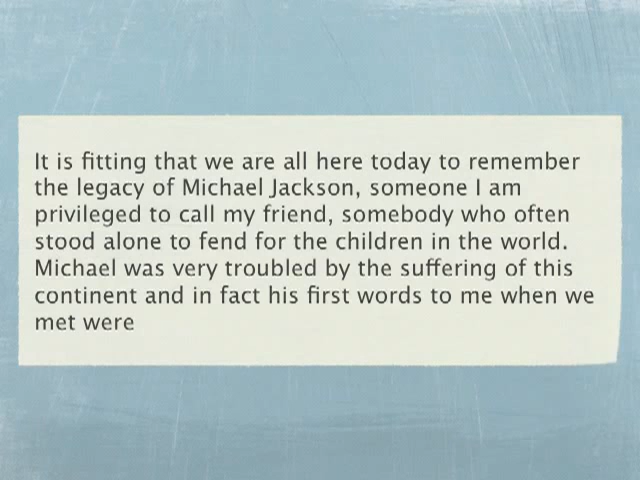 It is fitting that we are all here today to remember
the legacy of Michael Jackson, someone I am
privileged to call my friend, somebody who often
stood alone to fend for the children in the world.
Michael was very troubled by the suffering of this
continent and in fact his first words to me when we
met were